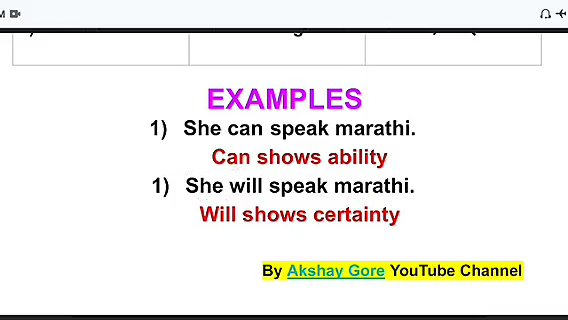 EXAMPLES
1) She can speak marathi.
Can shows ability
1) She will speak marathi.
Will shows certainty
By Akshay Gore YouTube Channel